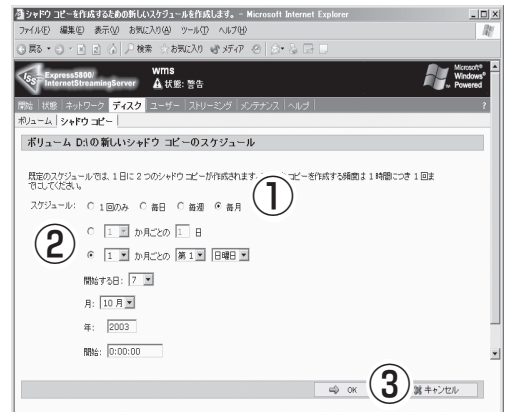 シャドウ コピーを作成するための新しいスケジュールを作成します。 - Microsoft Internet Explorer
ファイル(F) 編集(E) 表示(V) お気に入り(A) ツール(T) ヘルプ(H)
戻る 検索 お気に入り メディア
Express5800/
InternetStreamingServer
wms
状態: 警告
Microsoft®
Windows®
Powered
開始 状態 ネットワーク ディスク ユーザー ストリーミング メンテナンス ヘルプ ?
ボリューム シャドウ コピー
ボリューム D:\ の新しいシャドウ コピーのスケジュール
既定のスケジュールでは、1 日に 2 つのシャドウ コピーが作成されます。 コピーを作成する頻度は 1 時間につき 1 回ま
でにしてください。
スケジュール: 1 回のみ 毎日 毎週 毎月 ①
② 1 か月ごとの 1 日
1 か月ごとの 第 1 日曜日
開始する日: 7
月: 10 月
年: 2003
開始: 0:00:00
OK ③ キャンセル